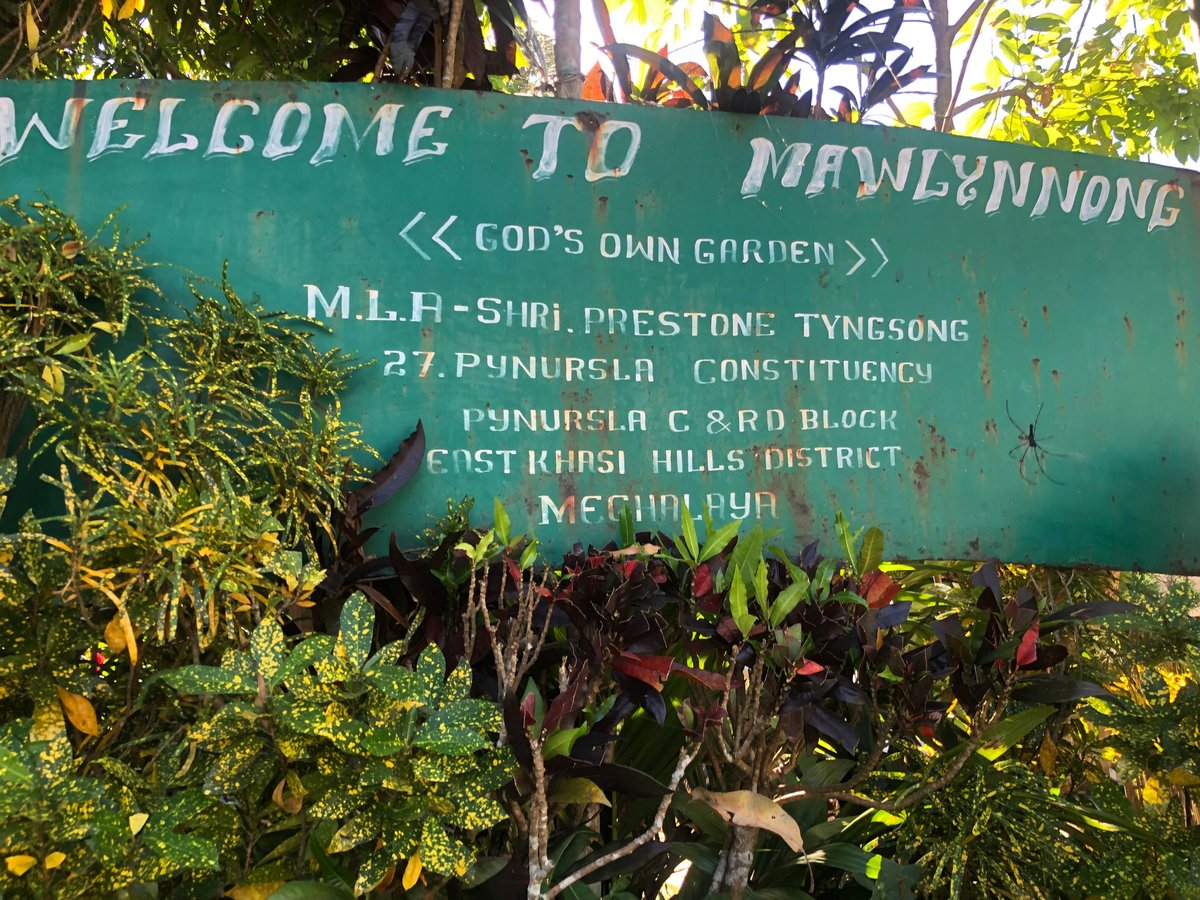 WELCOME TO MAWLYNNONG
<< GOD'S OWN GARDEN >>
M.L.A - SHRi. PRESTONE TYNGSONG
27. PYNURSLA CONSTITUENCY
PYNURSLA C & RD BLOCK
EAST KHASI HILLS DISTRICT
MEGHALAYA